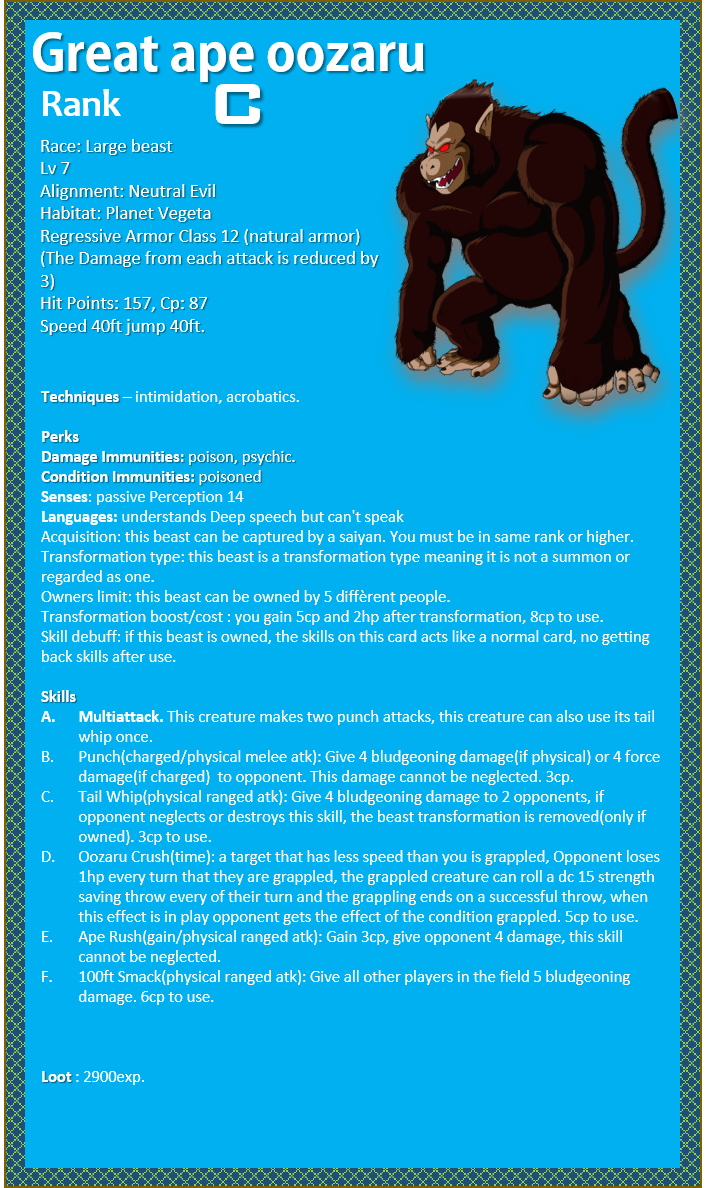 Great ape oozaru
Rank C
Race: Large beast
Lv 7
Alignment: Neutral Evil
Habitat: Planet Vegeta
Regressive Armor Class 12 (natural armor)
(The Damage from each attack is reduced by
3)
Hit Points: 157, Cp: 87
Speed 40ft jump 40ft.
Techniques – intimidation, acrobatics.
Perks
Damage Immunities: poison, psychic.
Condition Immunities: poisoned
Senses: passive Perception 14
Languages: understands Deep speech but can't speak
Acquisition: this beast can be captured by a saiyan. You must be in same rank or higher.
Transformation type: this beast is a transformation type meaning it is not a summon or
regarded as one.
Owners limit: this beast can be owned by 5 diffèrent people.
Transformation boost/cost : you gain 5cp and 2hp after transformation, 8cp to use.
Skill debuff: if this beast is owned, the skills on this card acts like a normal card, no getting
back skills after use.
Skills
A. Multiattack. This creature makes two punch attacks, this creature can also use its tail
whip once.
B. Punch(charged/physical melee atk): Give 4 bludgeoning damage(if physical) or 4 force
damage(if charged) to opponent. This damage cannot be neglected. 3cp.
C. Tail Whip(physical ranged atk): Give 4 bludgeoning damage to 2 opponents, if
opponent neglects or destroys this skill, the beast transformation is removed(only if
owned). 3cp to use.
D. Oozaru Crush(time): a target that has less speed than you is grappled, Opponent loses
1hp every turn that they are grappled, the grappled creature can roll a dc 15 strength
saving throw every of their turn and the grappling ends on a successful throw, when
this effect is in play opponent gets the effect of the condition grappled. 5cp to use.
E. Ape Rush(gain/physical ranged atk): Gain 3cp, give opponent 4 damage, this skill
cannot be neglected.
F. 100ft Smack(physical ranged atk): Give all other players in the field 5 bludgeoning
damage. 6cp to use.
Loot : 2900exp.